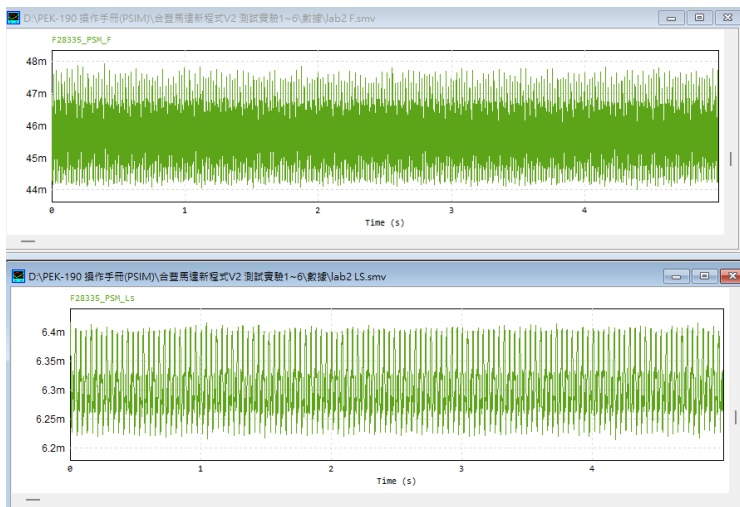 D:\PEK-190 操作手冊(PSIM)\合豐馬達新程式V2 測試實驗1~6\數據\lab2 F.smv
F28335_PSM_F
48m
47m
46m
45m
44m
0 1 2 3 4
Time (s)
D:\PEK-190 操作手冊(PSIM)\合豐馬達新程式V2 測試實驗1~6\數據\lab2 LS.smv
F28335_PSM_Ls
6.4m
6.35m
6.3m
6.25m
6.2m
0 1 2 3 4
Time (s)